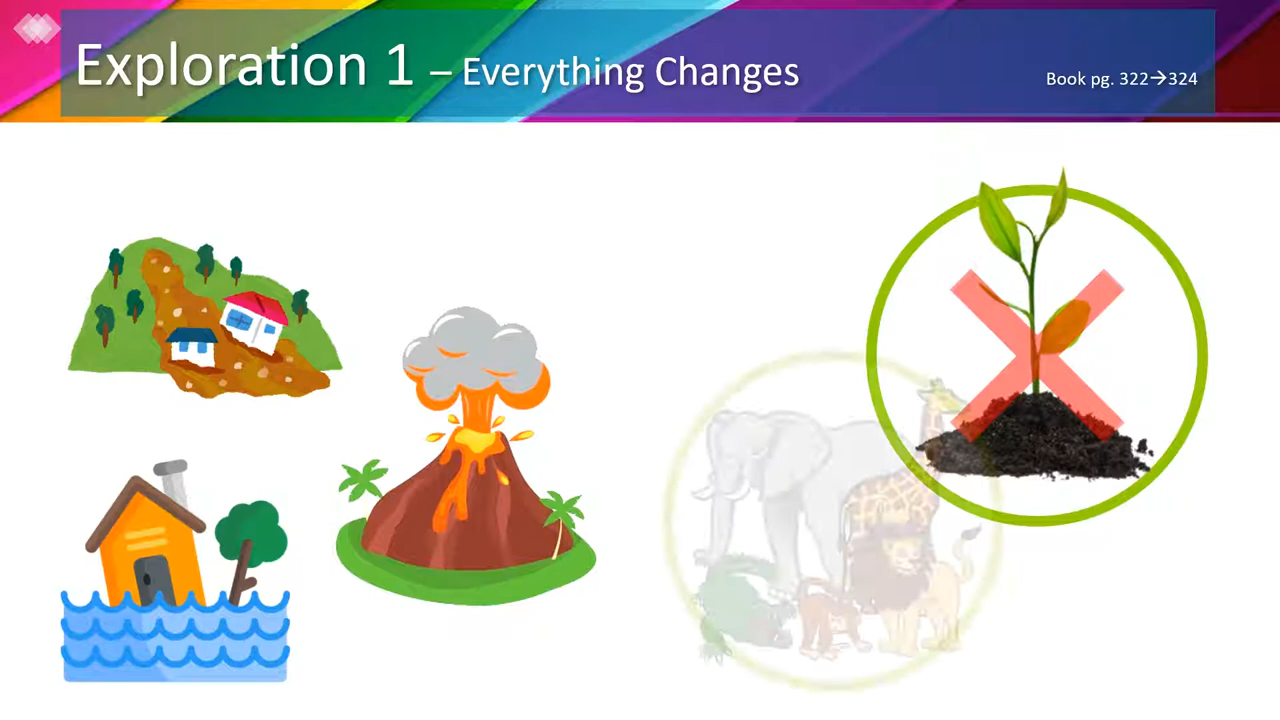 Exploration 1 – Everything Changes
Book pg. 322→324